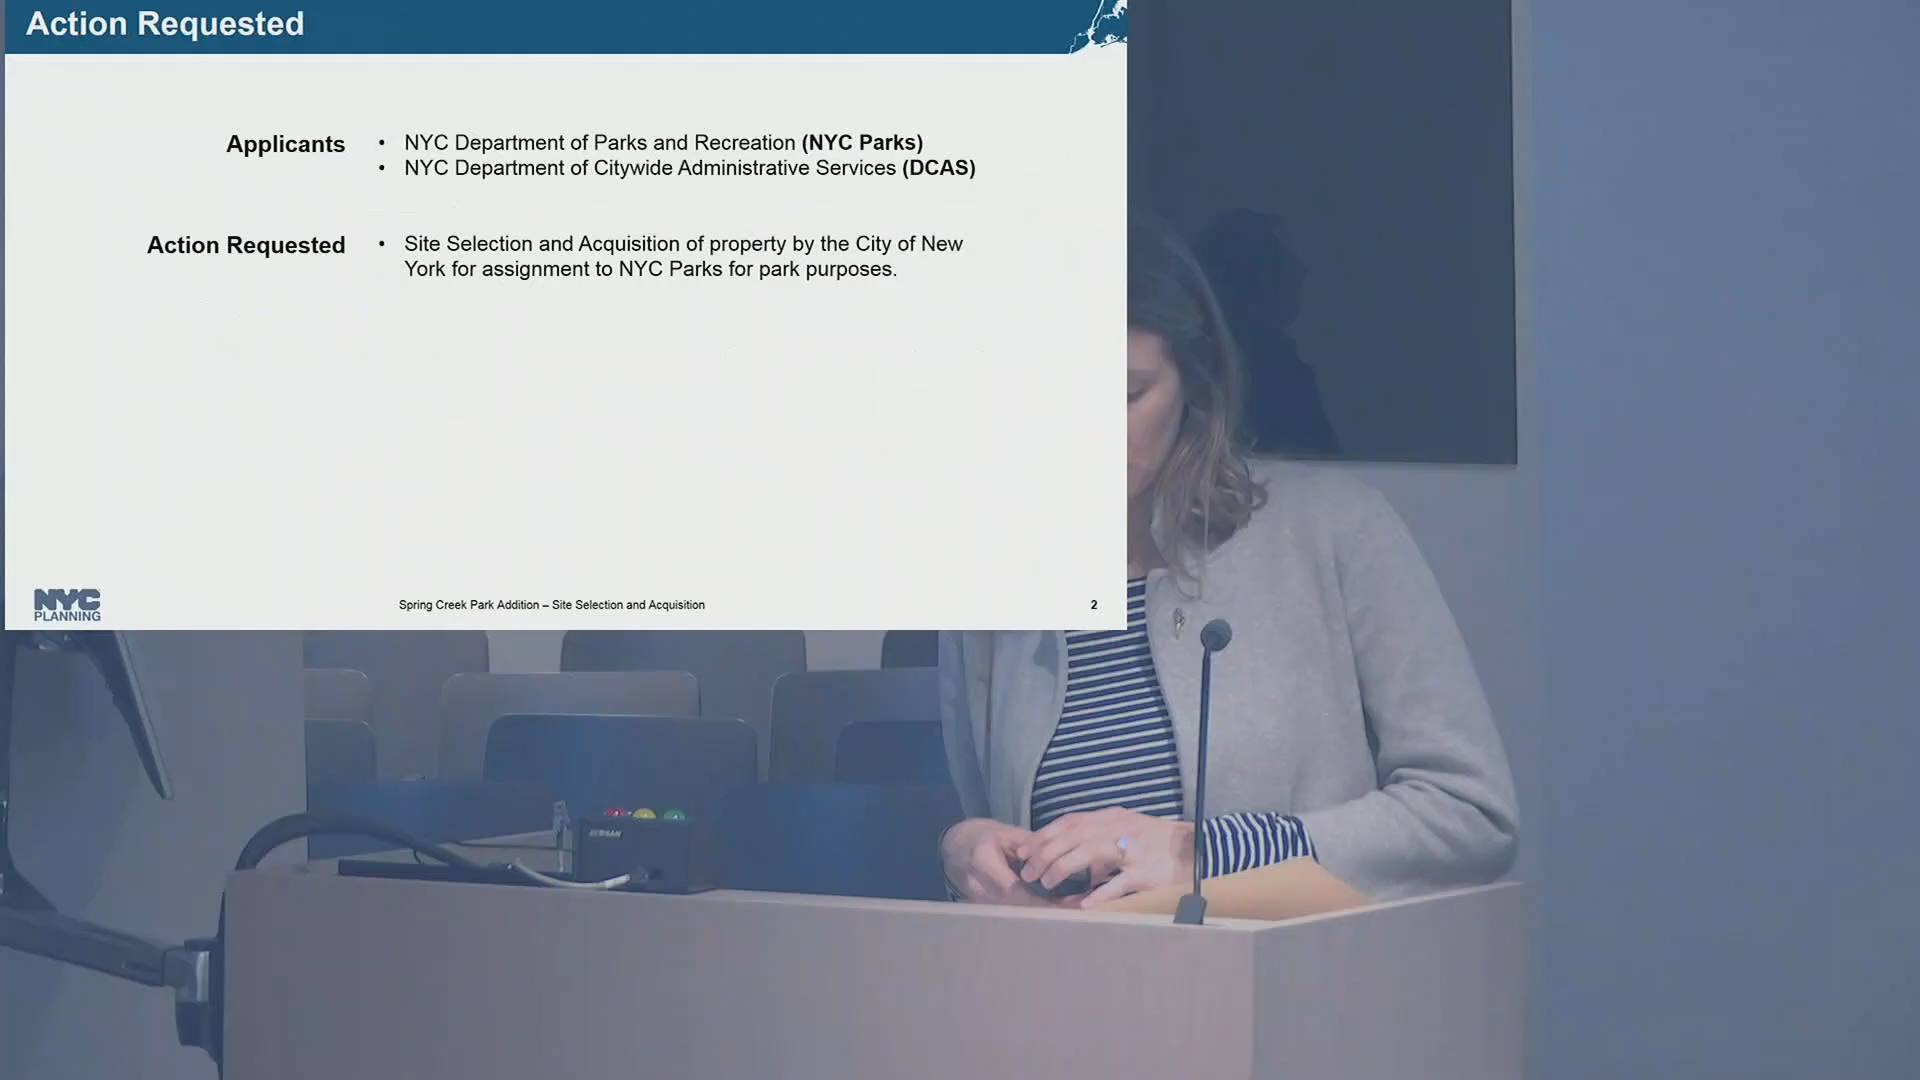 Action Requested
Applicants
• NYC Department of Parks and Recreation (NYC Parks)
• NYC Department of Citywide Administrative Services (DCAS)
Action Requested
• Site Selection and Acquisition of property by the City of New
York for assignment to NYC Parks for park purposes.
NYC
PLANNING
Spring Creek Park Addition – Site Selection and Acquisition
2